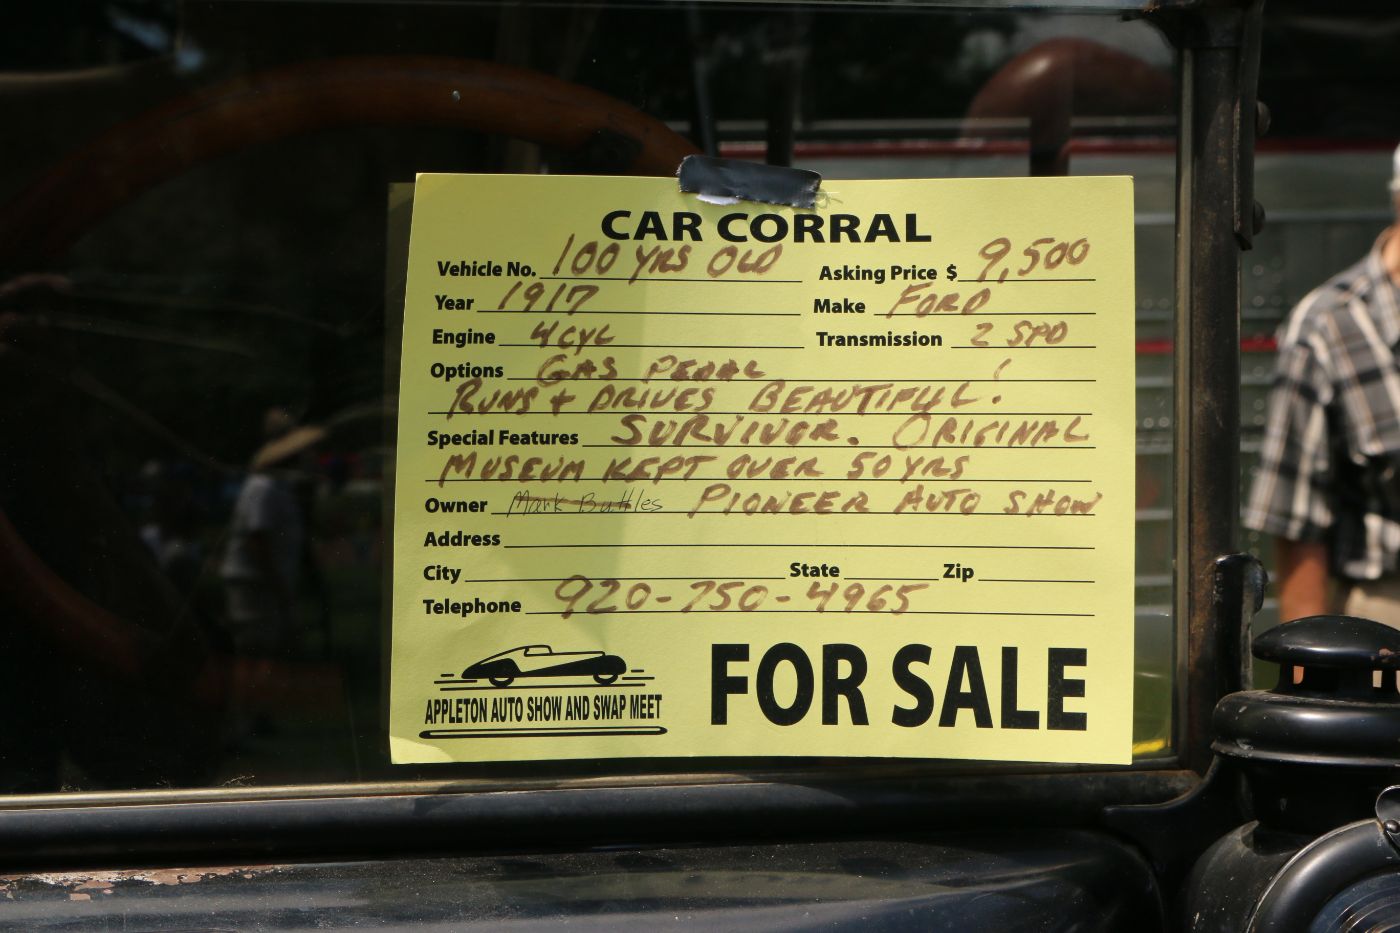 CAR CORRAL
Vehicle No. 100 YRS OLD Asking Price $ 9,500
Year 1917 Make FORD
Engine 4 CYL Transmission 2 SPD
Options GAS PEDAL !
RUNS + DRIVES BEAUTIFUL.
Special Features SURVIVOR. ORIGINAL
MUSEUM KEPT OVER 50 YRS
Owner Mark Buttles PIONEER AUTO SHOW
Address
City State Zip
Telephone 920-750-4965
APPLETON AUTO SHOW AND SWAP MEET
FOR SALE